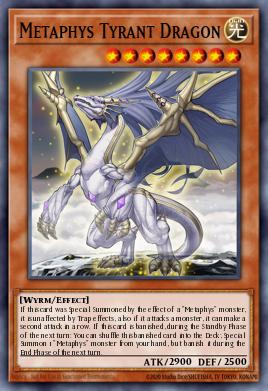 METAPHYS TYRANT DRAGON
光
[WYRM/EFFECT]
If this card was Special Summoned by the effect of a "Metaphys" monster,
it is unaffected by Trap effects, also if it attacks a monster, it can make a
second attack in a row. If this card is banished, during the Standby Phase
of the next turn: You can shuffle this banished card into the Deck; Special
Summon 1 "Metaphys" monster from your hand, but banish it during the
End Phase of the next turn.
ATK/2900 DEF/2500